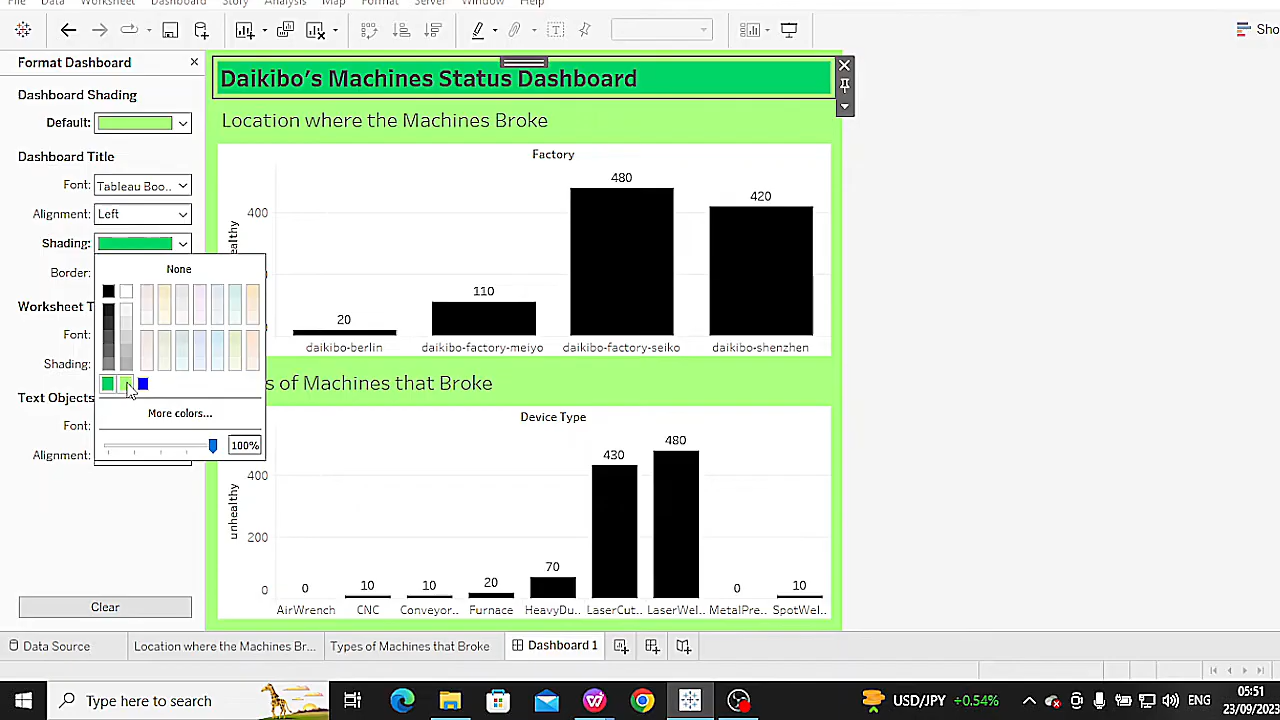 File Data Worksheet Dashboard Story Analysis Map Format Server Window Help
Sho
Format Dashboard
Dashboard Shading
Default:
Dashboard Title
Font: Tableau Boo..
Alignment: Left
Shading:
Border:
None
Worksheet T
Font:
Shading:
Text Objects
Font:
Alignment:
More colors...
100%
Clear
Daikibo's Machines Status Dashboard
Location where the Machines Broke
Factory
unhealthy
400
20
110
480
420
daikibo-berlin
daikibo-factory-meiyo
daikibo-factory-seiko
daikibo-shenzhen
s of Machines that Broke
Device Type
unhealthy
400
200
0
0
10
10
20
70
430
480
0
10
AirWrench
CNC
Conveyor..
Furnace
HeavyDu..
LaserCut..
LaserWel..
MetalPre..
SpotWel..
Data Source
Location where the Machines Br...
Types of Machines that Broke
Dashboard 1
Type here to search
USD/JPY +0.54%
ENG
05:51
23/09/2023